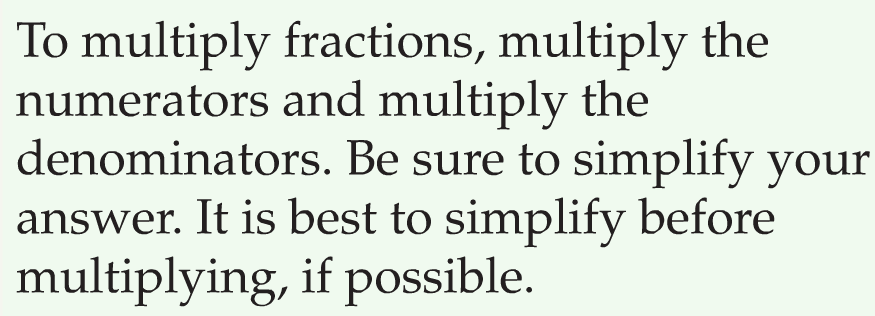 To multiply fractions, multiply the
numerators and multiply the
denominators. Be sure to simplify your
answer. It is best to simplify before
multiplying, if possible.